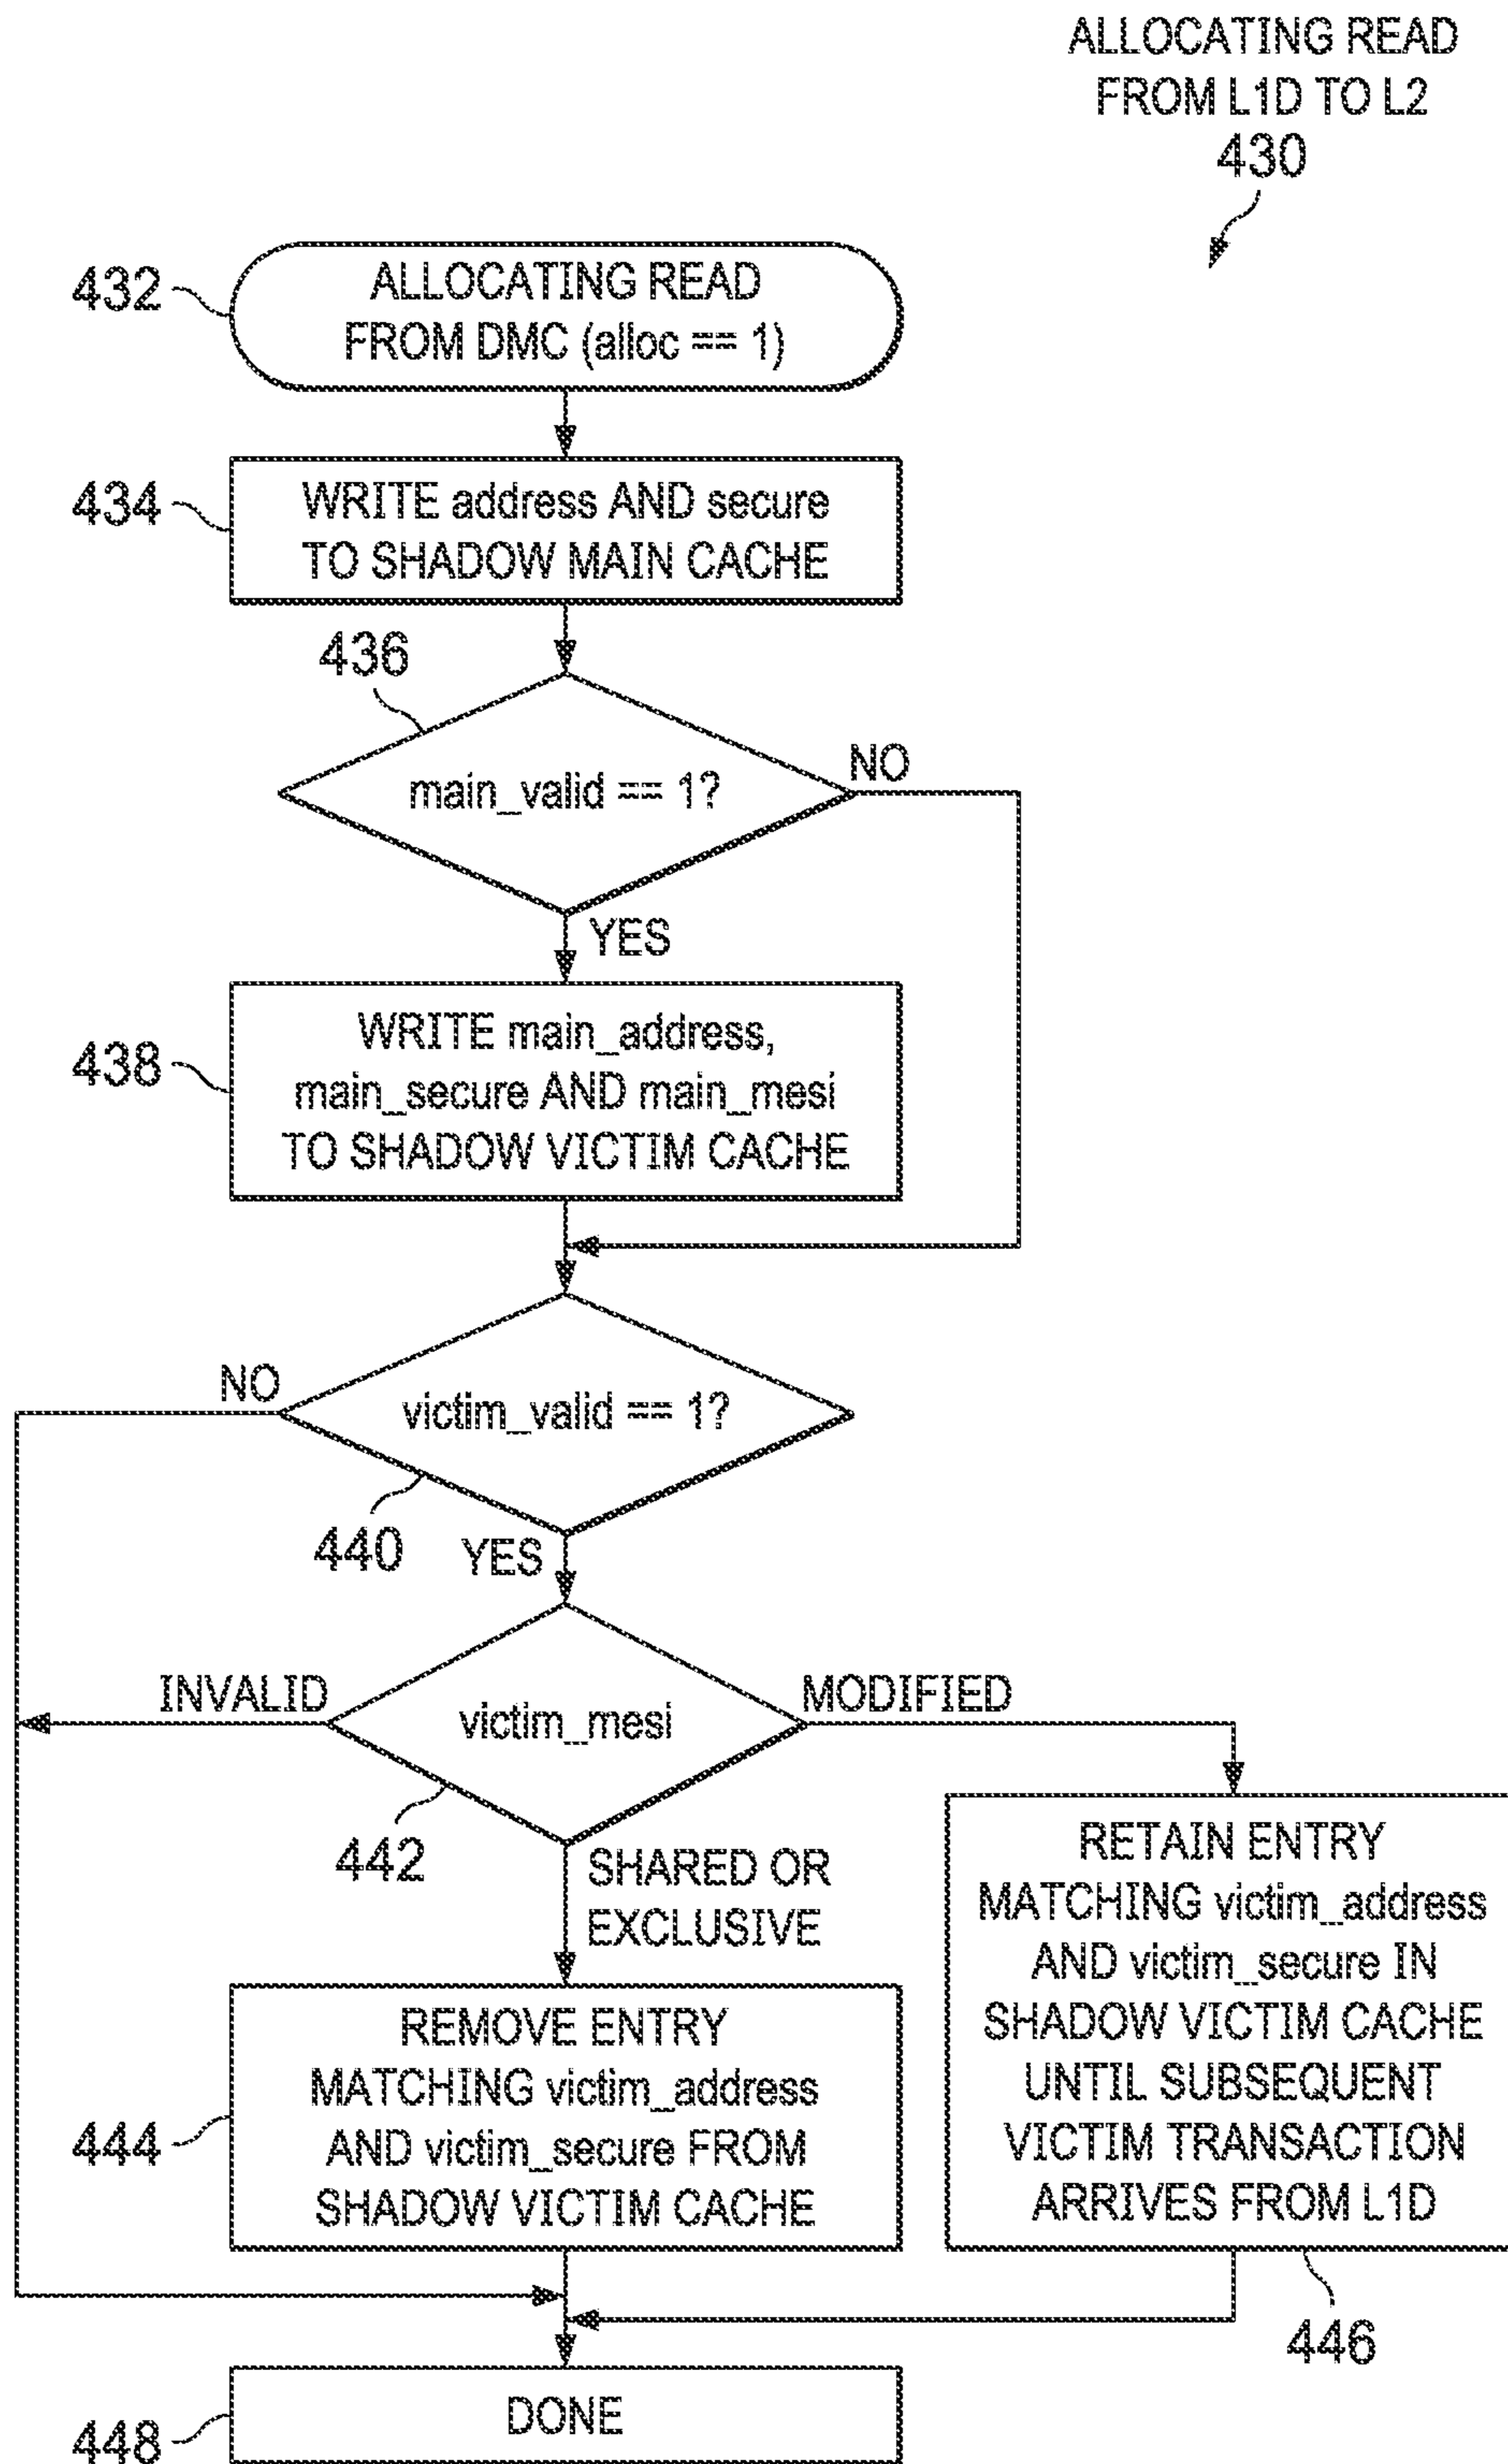 ALLOCATING READ
FROM L1D TO L2
430
432
ALLOCATING READ
FROM DMC (alloc == 1)
434
WRITE address AND secure
TO SHADOW MAIN CACHE
436
main_valid == 1?
NO
YES
438
WRITE main_address,
main_secure AND main_mesi
TO SHADOW VICTIM CACHE
NO
victim_valid == 1?
440
YES
INVALID
victim_mesi
MODIFIED
442
SHARED OR
EXCLUSIVE
RETAIN ENTRY
MATCHING victim_address
AND victim_secure IN
SHADOW VICTIM CACHE
UNTIL SUBSEQUENT
VICTIM TRANSACTION
ARRIVES FROM L1D
446
444
REMOVE ENTRY
MATCHING victim_address
AND victim_secure FROM
SHADOW VICTIM CACHE
448
DONE